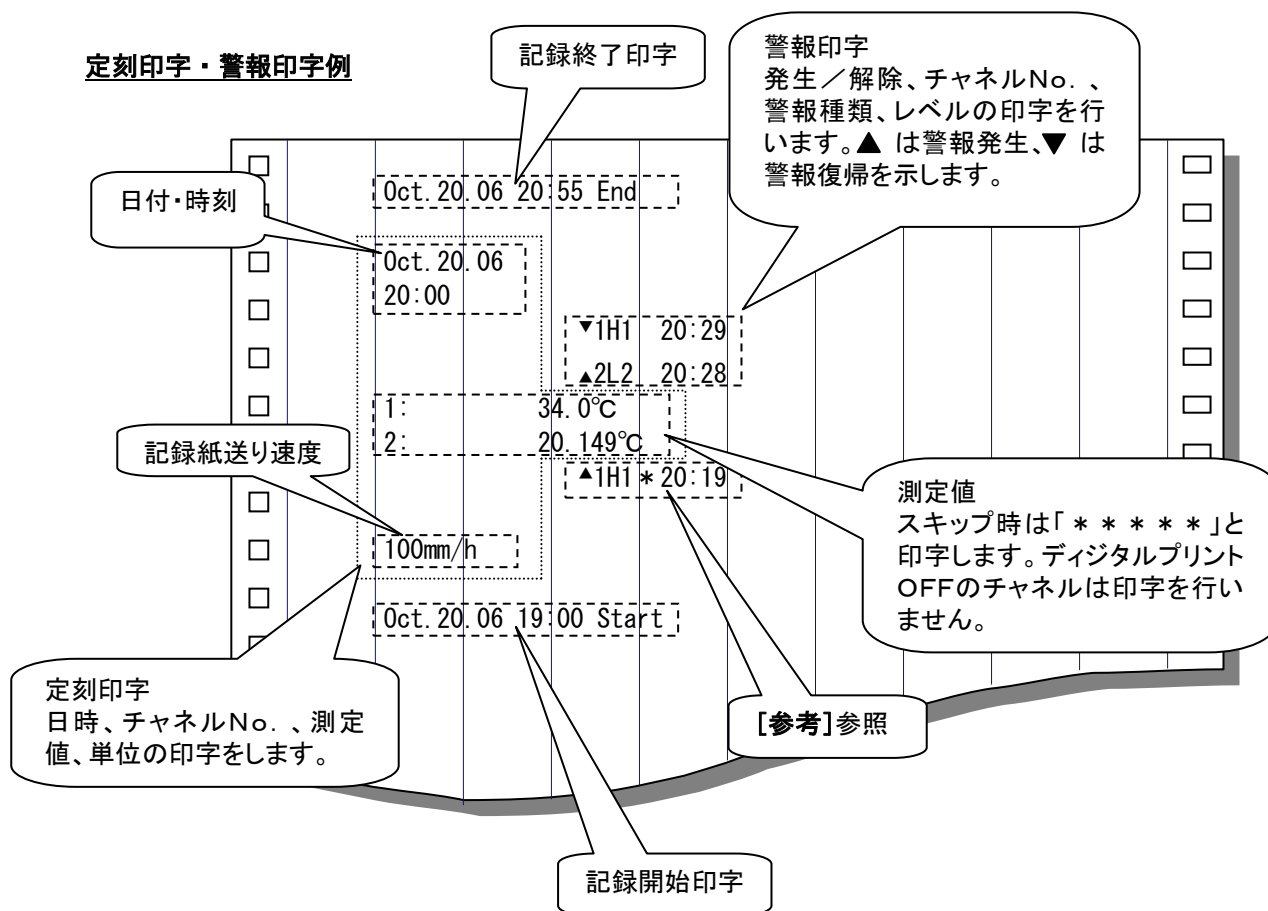 定刻印字・警報印字例
記録終了印字
警報印字
発生／解除、チャネルNo．、
警報種類、レベルの印字を行
います。▲ は警報発生、▼ は
警報復帰を示します。
日付・時刻
Oct.20.06 20:55 End
Oct.20.06
20:00
▼1H1 20:29
▲2L2 20:28
1: 34.0℃
2: 20.149℃
記録紙送り速度
▲1H1＊20:19
測定値
スキップ時は「＊＊＊＊＊」と
印字します。ディジタルプリント
OFFのチャネルは印字を行い
ません。
100mm/h
Oct.20.06 19:00 Start
定刻印字
日時、チャネルNo．、測定
値、単位の印字をします。
[参考]参照
記録開始印字